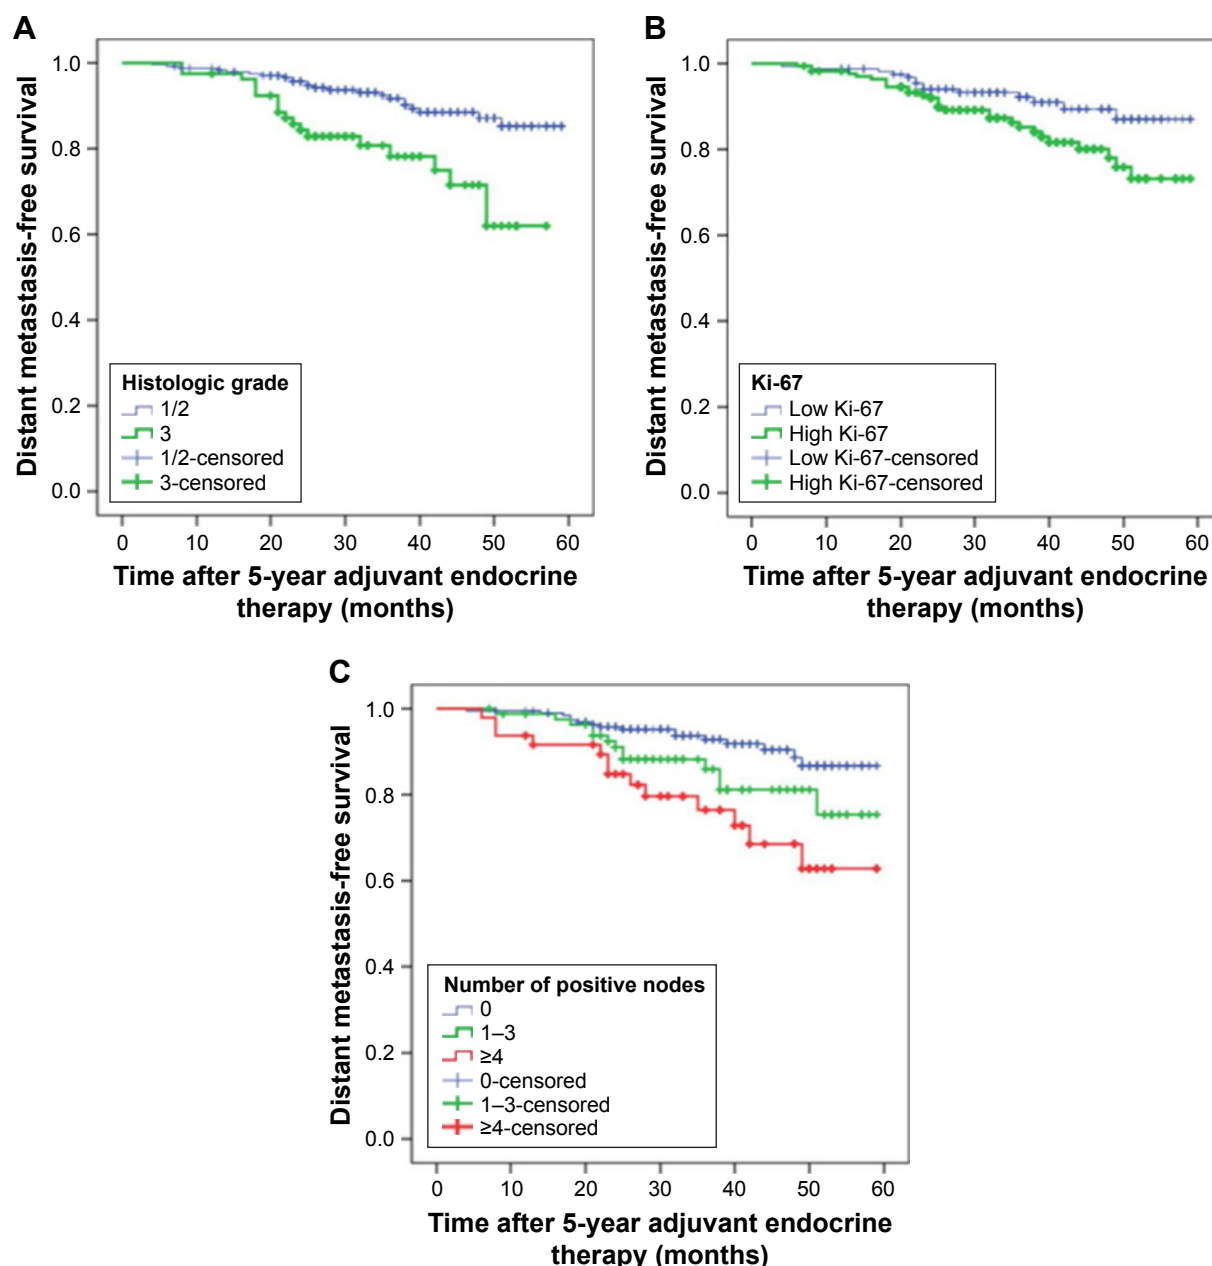 A
Distant metastasis-free survival
1.0
0.8
0.6
0.4
0.2
0.0
Histologic grade
1/2
3
1/2-censored
3-censored
0 10 20 30 40 50 60
Time after 5-year adjuvant endocrine
therapy (months)
B
Distant metastasis-free survival
1.0
0.8
0.6
0.4
0.2
0.0
Ki-67
Low Ki-67
High Ki-67
Low Ki-67-censored
High Ki-67-censored
0 10 20 30 40 50 60
Time after 5-year adjuvant endocrine
therapy (months)
C
Distant metastasis-free survival
1.0
0.8
0.6
0.4
0.2
0.0
Number of positive nodes
0
1–3
≥4
0-censored
1–3-censored
≥4-censored
0 10 20 30 40 50 60
Time after 5-year adjuvant endocrine
therapy (months)